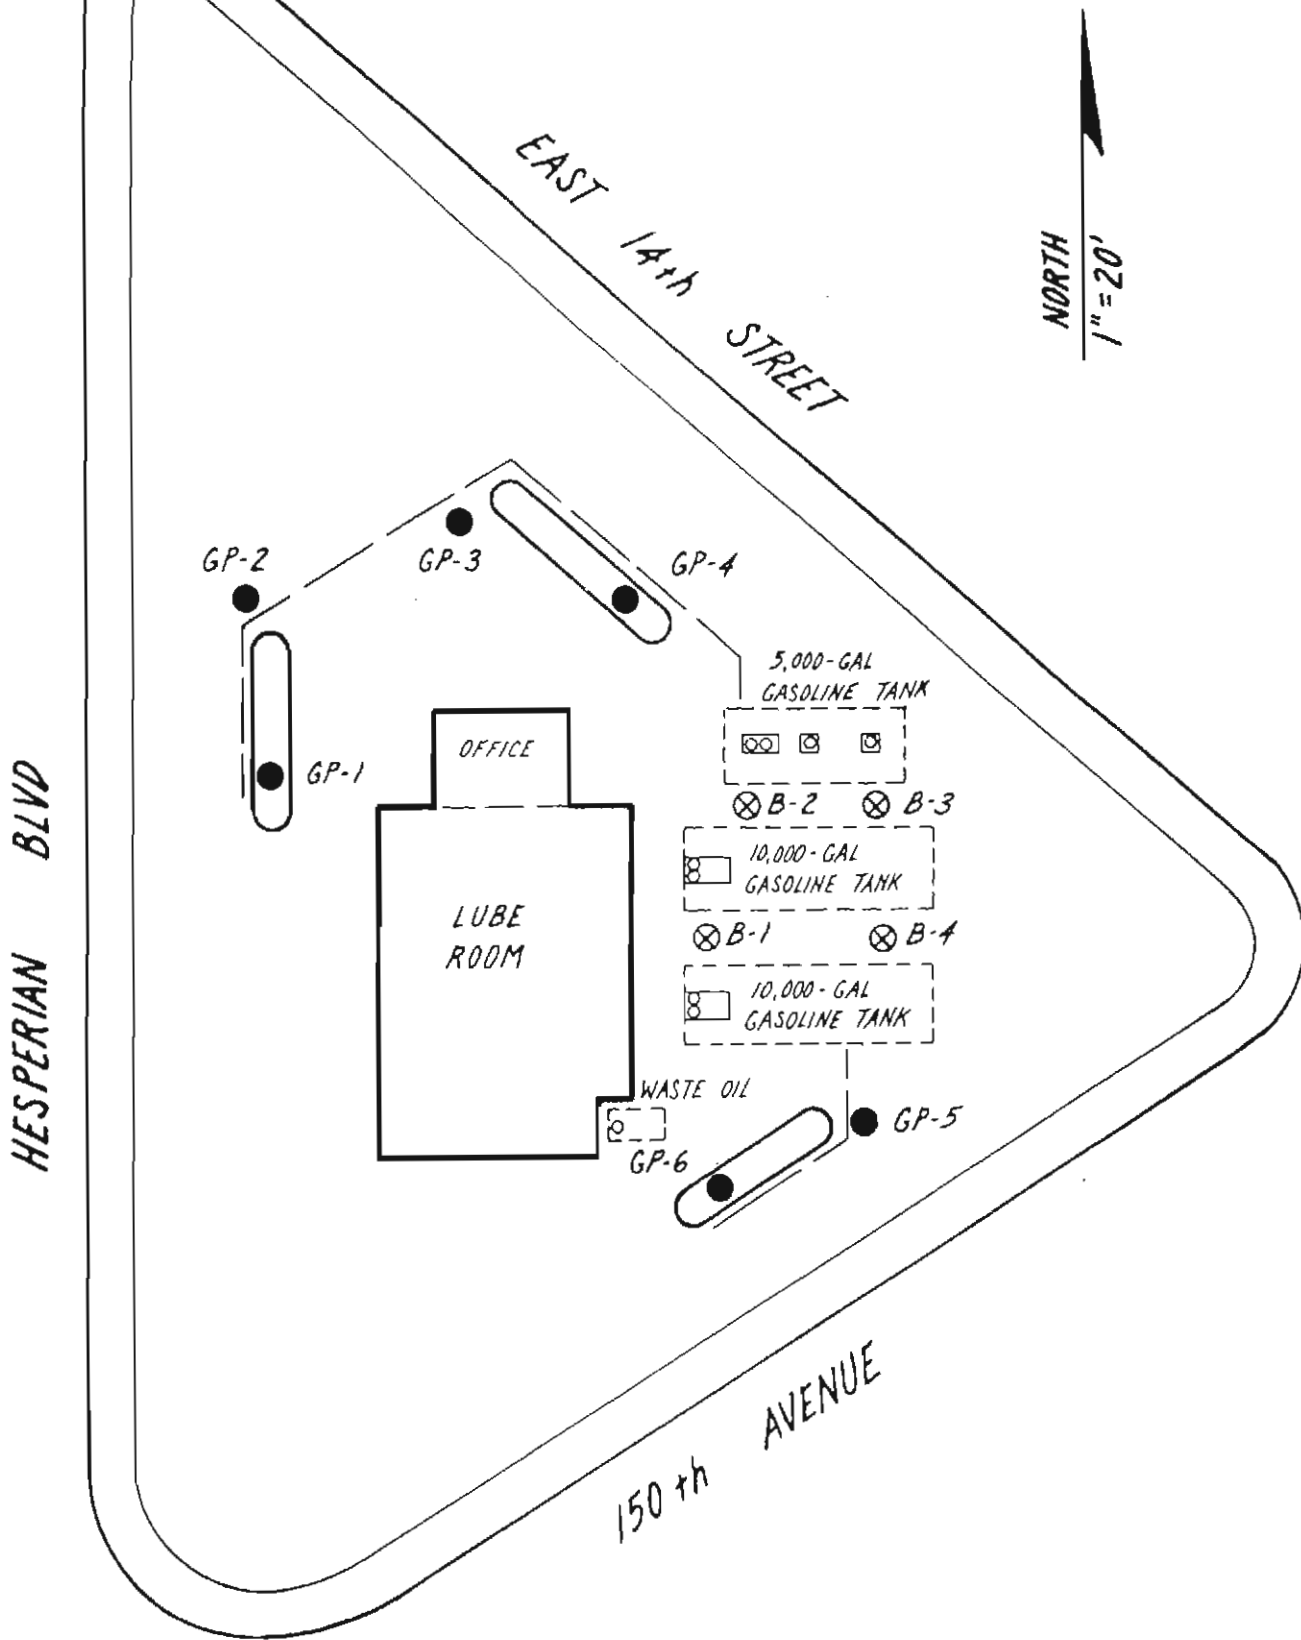 EAST 14th STREET
NORTH
1"=20'
GP-2
GP-3
GP-4
5,000-GAL
GASOLINE TANK
OFFICE
GP-1
B-2
B-3
HESPERIAN BLVD
10,000-GAL
GASOLINE TANK
LUBE
ROOM
B-1
B-4
10,000-GAL
GASOLINE TANK
WASTE OIL
GP-5
GP-6
150th AVENUE